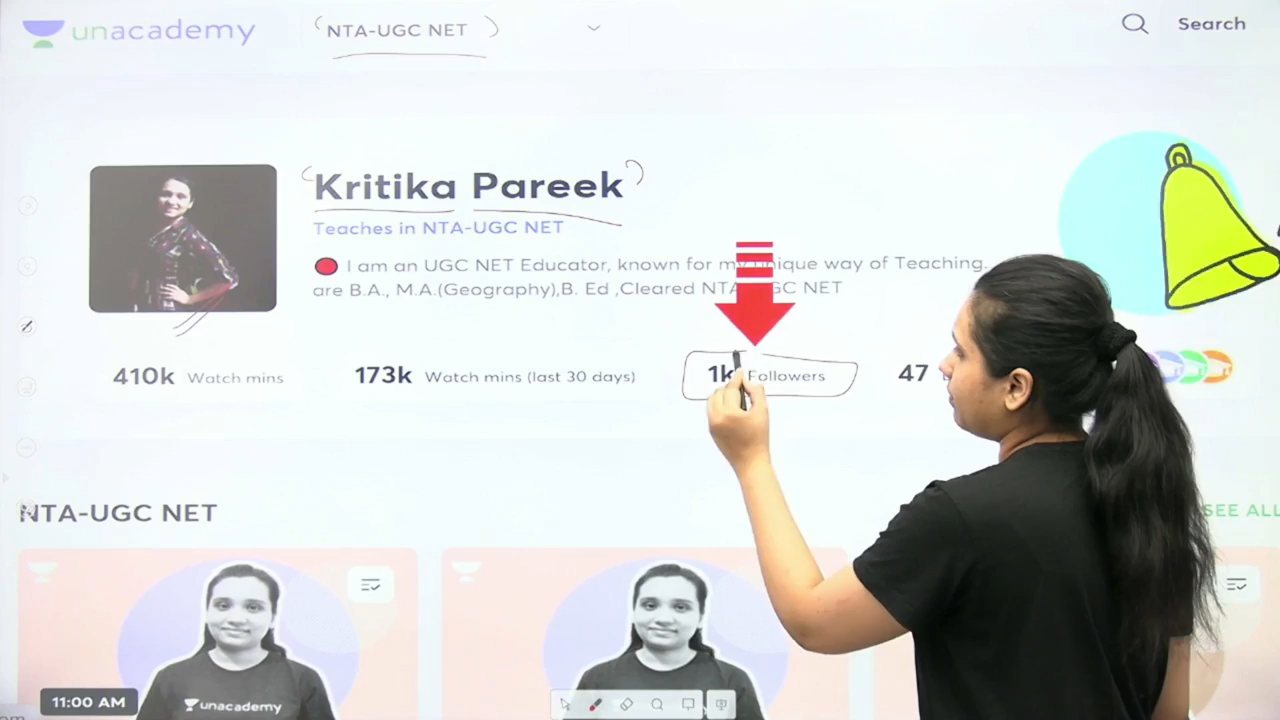 unacademy
NTA-UGC NET
Search
Kritika Pareek
Teaches in NTA-UGC NET
I am an UGC NET Educator, known for my unique way of Teaching.
are B.A., M.A.(Geography),B. Ed ,Cleared NTA UGC NET
410k Watch mins
173k Watch mins (last 30 days)
1k Followers
47
NTA-UGC NET
SEE ALL
unacademy
11:00 AM